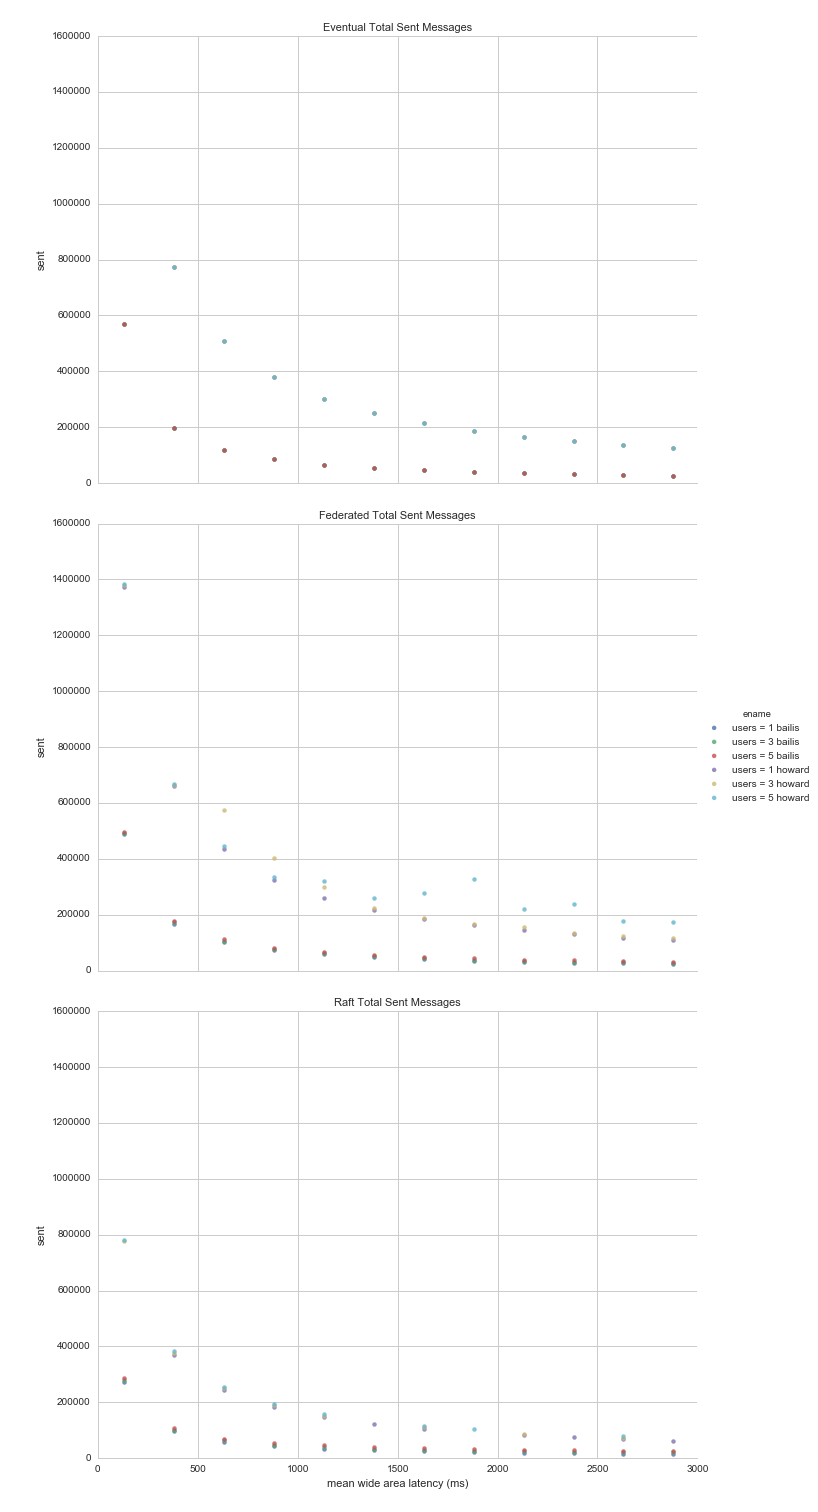 Eventual Total Sent Messages
1600000
1400000
1200000
1000000
800000
sent
600000
400000
200000
0
Federated Total Sent Messages
1600000
1400000
1200000
1000000
800000
sent
600000
400000
200000
0
ename
users = 1 bailis
users = 3 bailis
users = 5 bailis
users = 1 howard
users = 3 howard
users = 5 howard
Raft Total Sent Messages
1600000
1400000
1200000
1000000
800000
sent
600000
400000
200000
0
0 500 1000 1500 2000 2500 3000
mean wide area latency (ms)